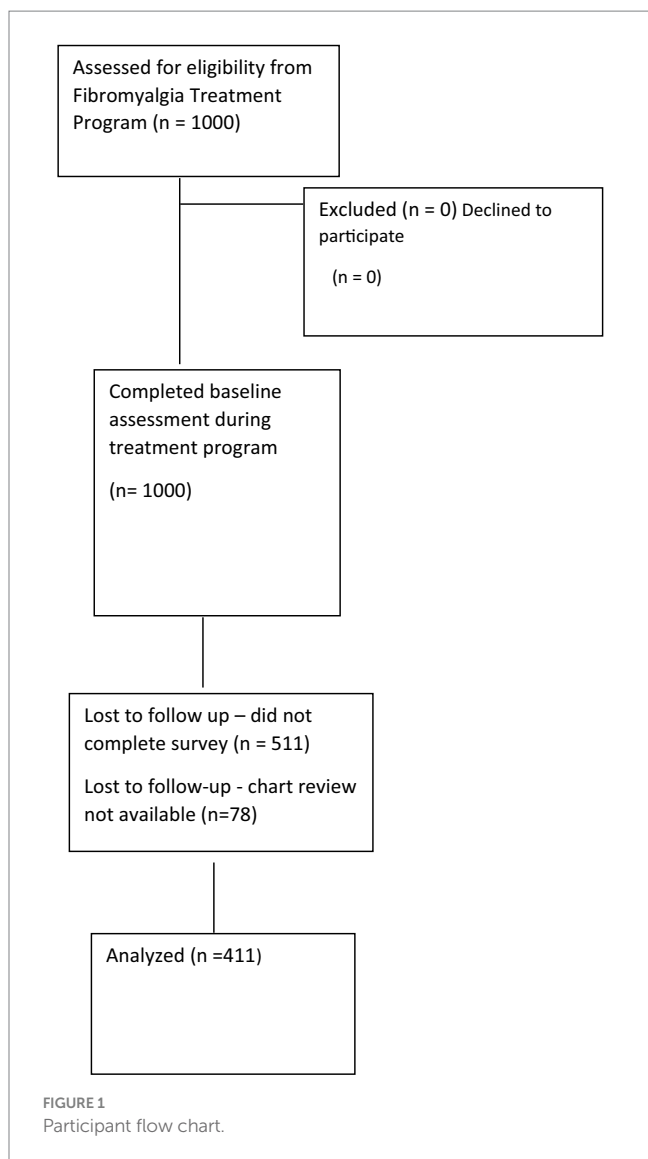 Assessed for eligibility from
Fibromyalgia Treatment
Program (n = 1000)
Excluded (n = 0) Declined to
participate
(n = 0)
Completed baseline
assessment during
treatment program
(n= 1000)
Lost to follow up – did not
complete survey (n = 511)
Lost to follow-up - chart review
not available (n=78)
Analyzed (n =411)
FIGURE 1
Participant flow chart.